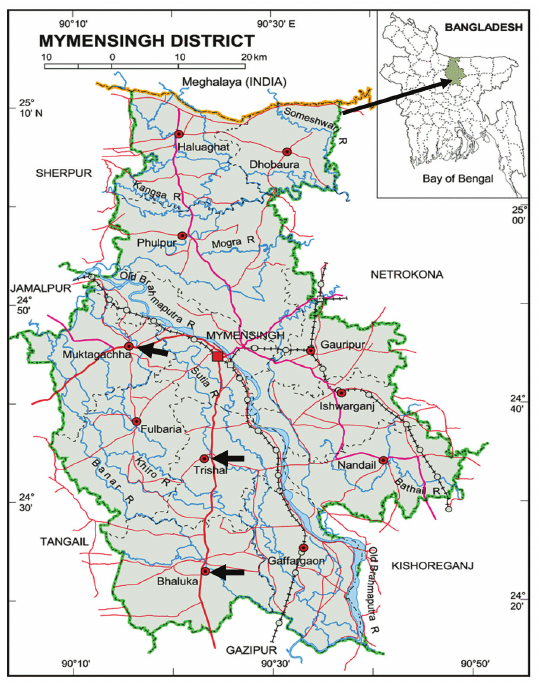 90°10'
90°30' E
MYMENSINGH DISTRICT
10 0 10 20 km
BANGLADESH
Bay of Bengal
Meghalaya (INDIA)
25°
10' N
Someshwari R
Haluaghat
Dhobaura
SHERPUR
Kangsa R
25°
00'
Phulpur
Mogra R
NETROKONA
JAMALPUR
24°
50'
Old Brahmaputra R
MYMENSINGH
Muktagachha
Gauripur
Sutia R
Ishwarganj
24°
40'
Fulbaria
Trishal
Nandail
Khiro R
Banar R
Bathail R
24°
30'
TANGAIL
Gaffargaon
Old Brahmaputra R
KISHOREGANJ
Bhaluka
24°
20'
GAZIPUR
90°10'
90°30'
90°50'